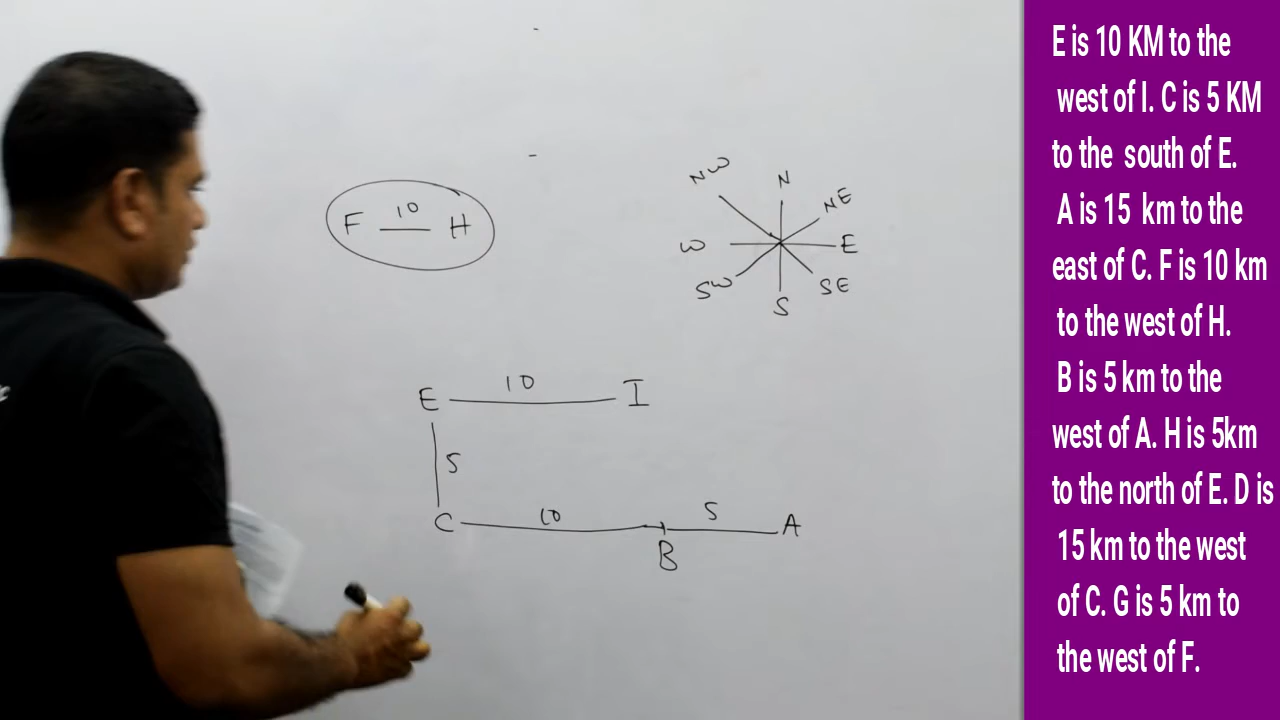 F 10 H
NW
N
NE
W
E
SW
S
SE
E 10 I
5
C 10 5 A
B
E is 10 KM to the
west of I. C is 5 KM
to the south of E.
A is 15 km to the
east of C. F is 10 km
to the west of H.
B is 5 km to the
west of A. H is 5km
to the north of E. D is
15 km to the west
of C. G is 5 km to
the west of F.